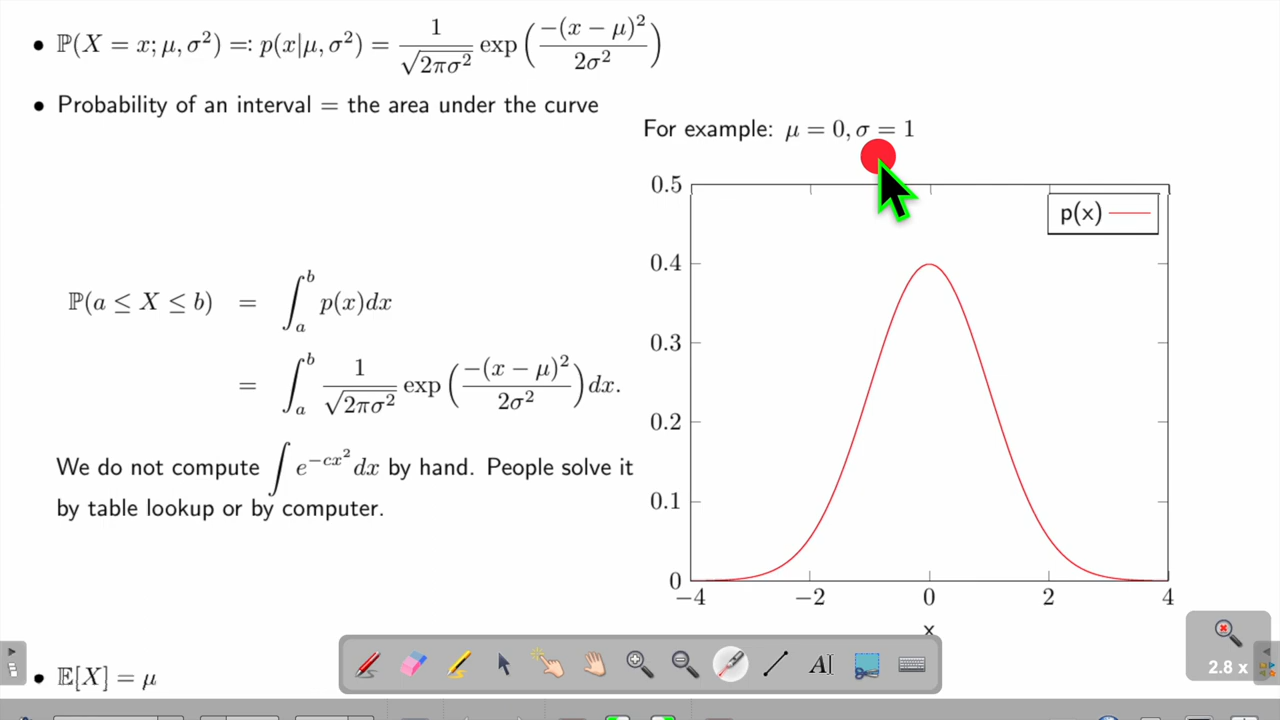 • ℙ(X = x; μ, σ²) =: p(x|μ, σ²) = 1/√(2πσ²) exp(−(x − μ)²/2σ²)
• Probability of an interval = the area under the curve
For example: μ = 0, σ = 1
0.5
p(x)
0.4
ℙ(a ≤ X ≤ b) = ∫_a^b p(x)dx
0.3
= ∫_a^b 1/√(2πσ²) exp(−(x − μ)²/2σ²) dx.
0.2
We do not compute ∫ e^{−cx²} dx by hand. People solve it
by table lookup or by computer.
0.1
0
−4 −2 0 2 4
x
• 𝔼[X] = μ
AI
2.8 x